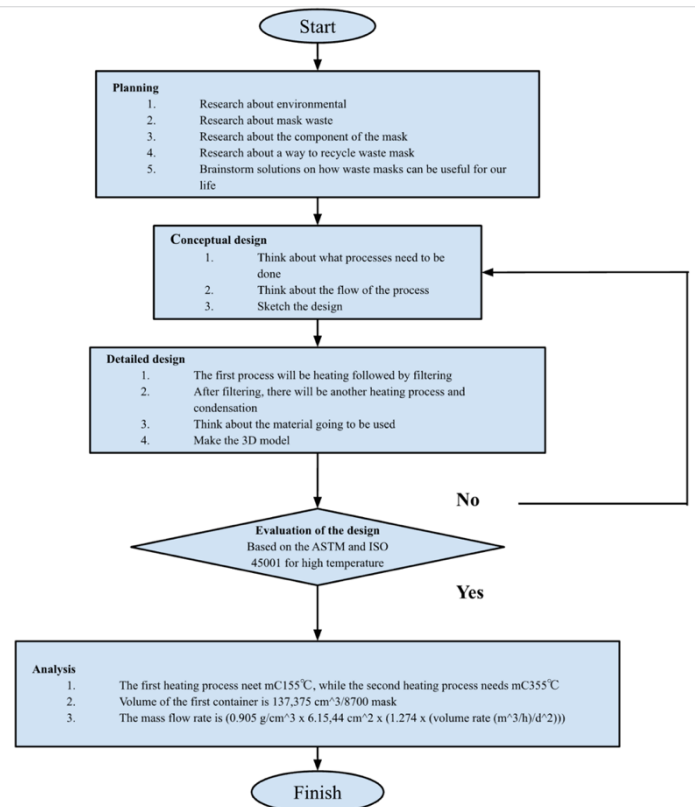 Start
Planning
1. Research about environmental
2. Research about mask waste
3. Research about the component of the mask
4. Research about a way to recycle waste mask
5. Brainstorm solutions on how waste masks can be useful for our
life
Conceptual design
1. Think about what processes need to be
done
2. Think about the flow of the process
3. Sketch the design
Detailed design
1. The first process will be heating followed by filtering
2. After filtering, there will be another heating process and
condensation
3. Think about the material going to be used
4. Make the 3D model
No
Evaluation of the design
Based on the ASTM and ISO
45001 for high temperature
Yes
Analysis
1. The first heating process neet mC155℃, while the second heating process needs mC355℃
2. Volume of the first container is 137,375 cm^3/8700 mask
3. The mass flow rate is (0.905 g/cm^3 x 6.15,44 cm^2 x (1.274 x (volume rate (m^3/h)/d^2)))
Finish